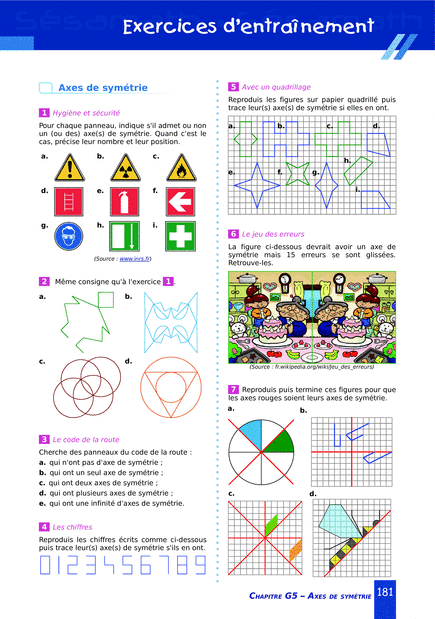 Exercices d'entraînement
Axes de symétrie
1 Hygiène et sécurité
Pour chaque panneau, indique s'il admet ou non
un (ou des) axe(s) de symétrie. Quand c'est le
cas, précise leur nombre et leur position.
a. b. c.
d. e. f.
g. h. i.
(Source : www.inrs.fr)
2 Même consigne qu'à l'exercice 1.
a. b.
c. d.
3 Le code de la route
Cherche des panneaux du code de la route :
a. qui n'ont pas d'axe de symétrie ;
b. qui ont un seul axe de symétrie ;
c. qui ont deux axes de symétrie ;
d. qui ont plusieurs axes de symétrie ;
e. qui ont une infinité d'axes de symétrie.
4 Les chiffres
Reproduis les chiffres écrits comme ci-dessous
puis trace leur(s) axe(s) de symétrie s'ils en ont.
0123456789
5 Avec un quadrillage
Reproduis les figures sur papier quadrillé puis
trace leur(s) axe(s) de symétrie si elles en ont.
a. b. c. d.
h.
e. f. g.
i.
6 Le jeu des erreurs
La figure ci-dessous devrait avoir un axe de
symétrie mais 15 erreurs se sont glissées.
Retrouve-les.
(Source : fr.wikipedia.org/wiki/Jeu_des_erreurs)
7 Reproduis puis termine ces figures pour que
les axes rouges soient leurs axes de symétrie.
a. b.
c. d.
Chapitre G5 – Axes de symétrie 181